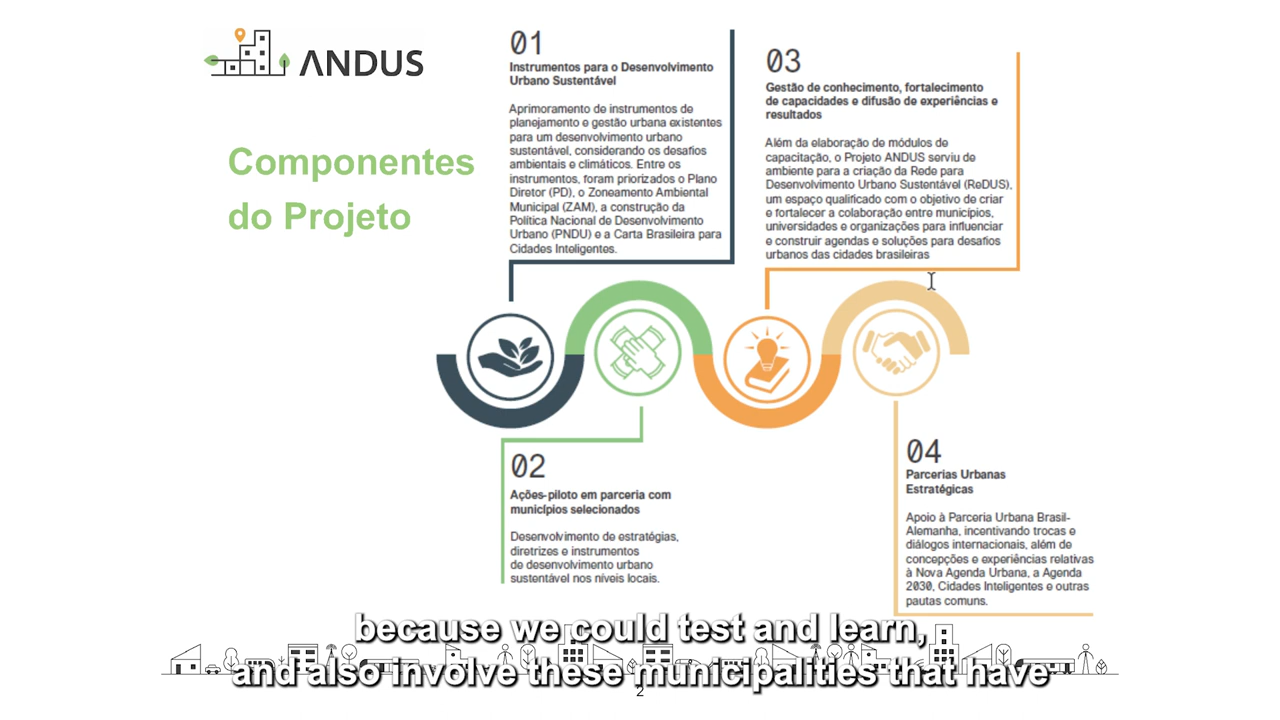 ANDUS
Componentes
do Projeto
01
Instrumentos para o Desenvolvimento
Urbano Sustentável
Aprimoramento de instrumentos de
planejamento e gestão urbana existentes
para um desenvolvimento urbano
sustentável, considerando os desafios
ambientais e climáticos. Entre os
instrumentos, foram priorizados o Plano
Diretor (PD), o Zoneamento Ambiental
Municipal (ZAM), a construção da
Política Nacional de Desenvolvimento
Urbano (PNDU) e a Carta Brasileira para
Cidades Inteligentes.
03
Gestão de conhecimento, fortalecimento
de capacidades e difusão de experiências e
resultados
Além da elaboração de módulos de
capacitação, o Projeto ANDUS serviu de
ambiente para a criação da Rede para
Desenvolvimento Urbano Sustentável (ReDUS),
um espaço qualificado com o objetivo de criar
e fortalecer a colaboração entre municípios,
universidades e organizações para influenciar
e construir agendas e soluções para desafios
urbanos das cidades brasileiras
02
Ações-piloto em parceria com
municípios selecionados
Desenvolvimento de estratégias,
diretrizes e instrumentos
de desenvolvimento urbano
sustentável nos níveis locais.
04
Parcerias Urbanas
Estratégicas
Apoio à Parceria Urbana Brasil-
Alemanha, incentivando trocas e
diálogos internacionais, além de
concepções e experiências relativas
à Nova Agenda Urbana, a Agenda
2030, Cidades Inteligentes e outras
pautas comuns.
because we could test and learn,
and also involve these municipalities that have
2